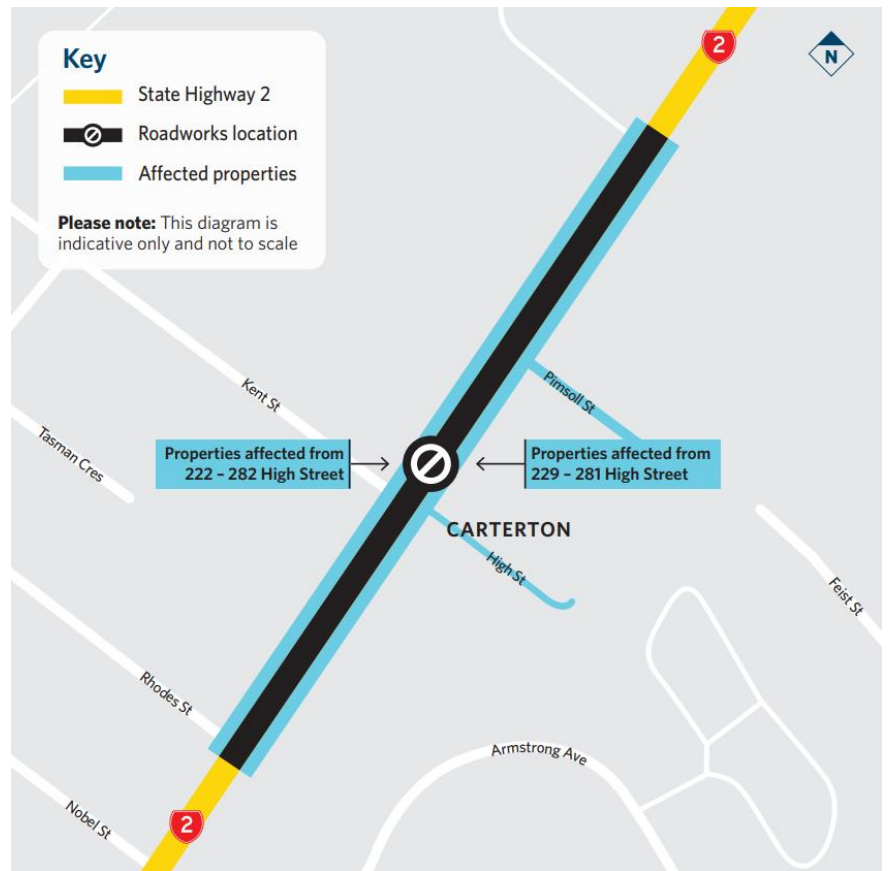 Key
State Highway 2
Roadworks location
Affected properties
Please note: This diagram is
indicative only and not to scale
2
N
Kent St
Pimsoll St
Tasman Cres
Properties affected from
222 – 282 High Street
Properties affected from
229 – 281 High Street
CARTERTON
High St
Feist St
Rhodes St
Armstrong Ave
Nobel St
2